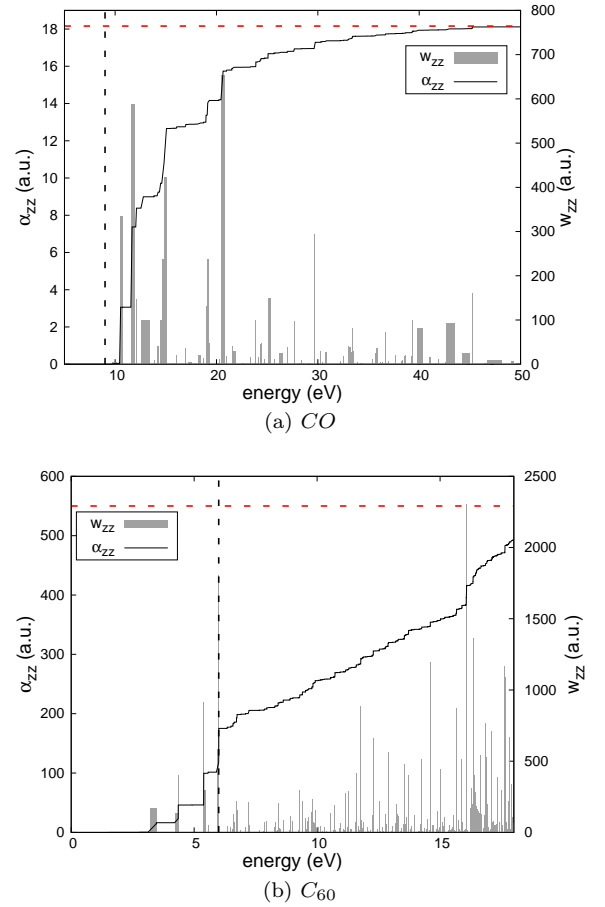 18
16
14
12
10
8
6
4
2
0
α_zz (a.u.)
800
700
600
500
400
300
200
100
0
w_zz (a.u.)
w_zz
α_zz
10 20 30 40 50
energy (eV)
(a) CO
600
500
400
300
200
100
0
α_zz (a.u.)
2500
2000
1500
1000
500
0
w_zz (a.u.)
w_zz
α_zz
0 5 10 15
energy (eV)
(b) C₆₀